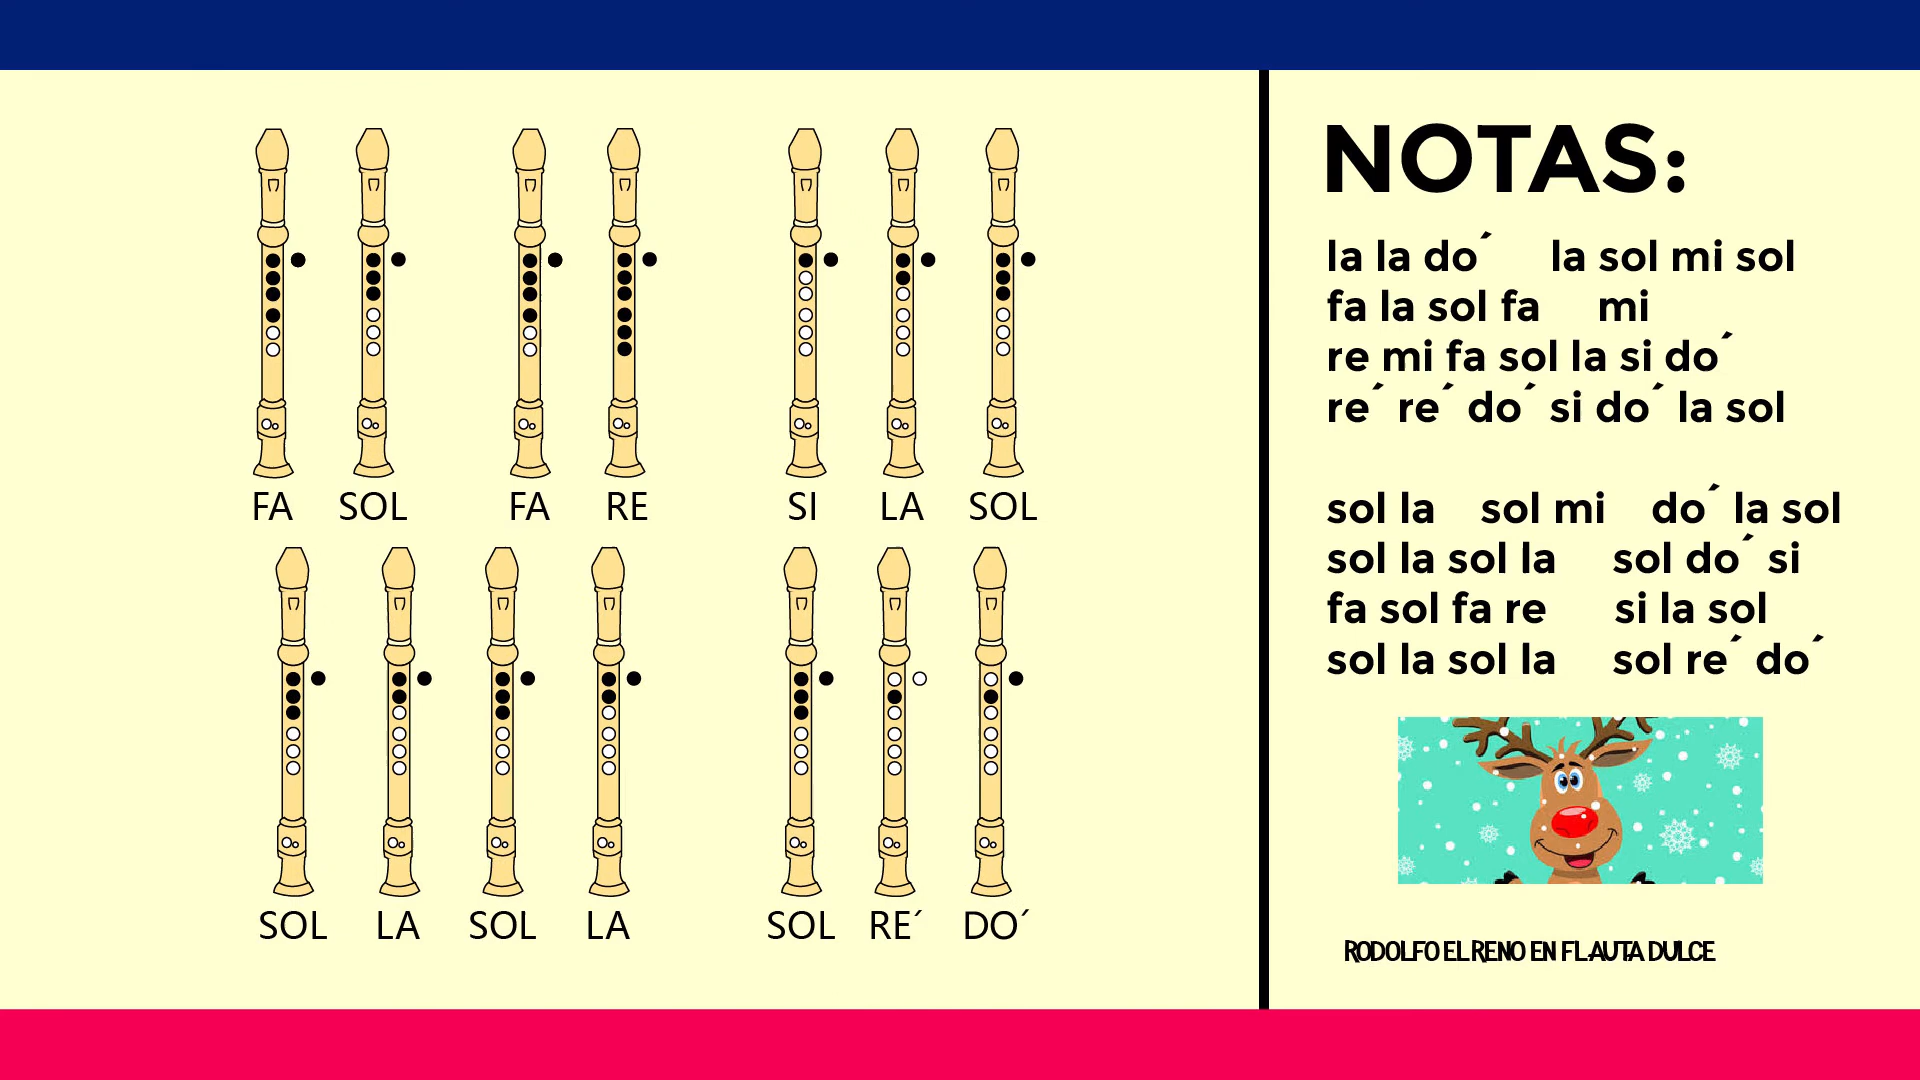 FA SOL FA RE SI LA SOL
SOL LA SOL LA SOL RE´ DO´
NOTAS:
la la do´ la sol mi sol
fa la sol fa mi
re mi fa sol la si do´
re´ re´ do´ si do´ la sol
sol la sol mi do´ la sol
sol la sol la sol do´ si
fa sol fa re si la sol
sol la sol la sol re´ do´
RODOLFO EL RENO EN FLAUTA DULCE